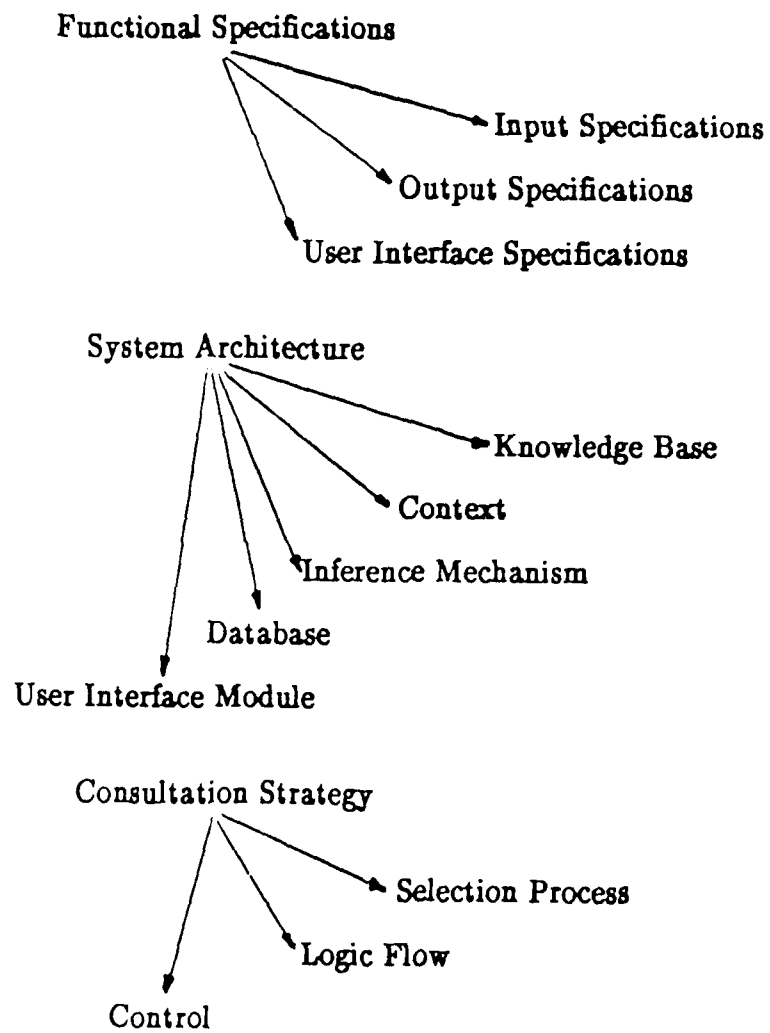 Functional Specifications
Input Specifications
Output Specifications
User Interface Specifications
System Architecture
Knowledge Base
Context
Inference Mechanism
Database
User Interface Module
Consultation Strategy
Selection Process
Logic Flow
Control